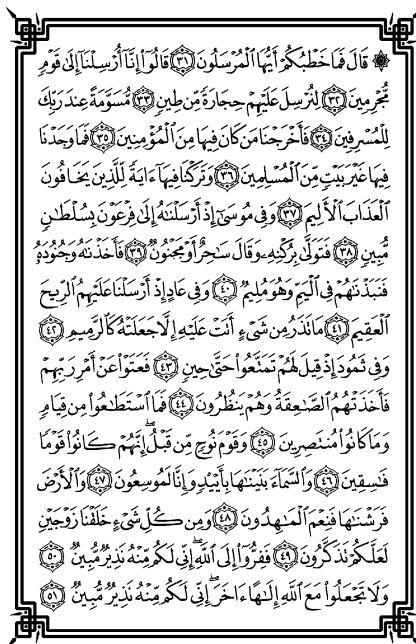 ۞ قَالَ فَمَا خَطْبُكُمْ أَيُّهَا ٱلْمُرْسَلُونَ ٣١ قَالُوٓا۟ إِنَّآ أُرْسِلْنَآ إِلَىٰ قَوْمٍ
مُّجْرِمِينَ ٣٢ لِنُرْسِلَ عَلَيْهِمْ حِجَارَةً مِّن طِينٍ ٣٣ مُّسَوَّمَةً عِندَ رَبِّكَ
لِلْمُسْرِفِينَ ٣٤ فَأَخْرَجْنَا مَن كَانَ فِيهَا مِنَ ٱلْمُؤْمِنِينَ ٣٥ فَمَا وَجَدْنَا
فِيهَا غَيْرَ بَيْتٍ مِّنَ ٱلْمُسْلِمِينَ ٣٦ وَتَرَكْنَا فِيهَآ ءَايَةً لِّلَّذِينَ يَخَافُونَ
ٱلْعَذَابَ ٱلْأَلِيمَ ٣٧ وَفِى مُوسَىٰٓ إِذْ أَرْسَلْنَٰهُ إِلَىٰ فِرْعَوْنَ بِسُلْطَٰنٍ
مُّبِينٍ ٣٨ فَتَوَلَّىٰ بِرُكْنِهِۦ وَقَالَ سَٰحِرٌ أَوْ مَجْنُونٌ ٣٩ فَأَخَذْنَٰهُ وَجُنُودَهُۥ
فَنَبَذْنَٰهُمْ فِى ٱلْيَمِّ وَهُوَ مُلِيمٌ ٤٠ وَفِى عَادٍ إِذْ أَرْسَلْنَا عَلَيْهِمُ ٱلرِّيحَ
ٱلْعَقِيمَ ٤١ مَا تَذَرُ مِن شَىْءٍ أَتَتْ عَلَيْهِ إِلَّا جَعَلَتْهُ كَٱلرَّمِيمِ ٤٢
وَفِى ثَمُودَ إِذْ قِيلَ لَهُمْ تَمَتَّعُوا۟ حَتَّىٰ حِينٍ ٤٣ فَعَتَوْا۟ عَنْ أَمْرِ رَبِّهِمْ
فَأَخَذَتْهُمُ ٱلصَّٰعِقَةُ وَهُمْ يَنظُرُونَ ٤٤ فَمَا ٱسْتَطَٰعُوا۟ مِن قِيَامٍ
وَمَا كَانُوا۟ مُنتَصِرِينَ ٤٥ وَقَوْمَ نُوحٍ مِّن قَبْلُ ۖ إِنَّهُمْ كَانُوا۟ قَوْمًا
فَٰسِقِينَ ٤٦ وَٱلسَّمَآءَ بَنَيْنَٰهَا بِأَيْي۟دٍ وَإِنَّا لَمُوسِعُونَ ٤٧ وَٱلْأَرْضَ
فَرَشْنَٰهَا فَنِعْمَ ٱلْمَٰهِدُونَ ٤٨ وَمِن كُلِّ شَىْءٍ خَلَقْنَا زَوْجَيْنِ
لَعَلَّكُمْ تَذَكَّرُونَ ٤٩ فَفِرُّوٓا۟ إِلَى ٱللَّهِ ۖ إِنِّى لَكُم مِّنْهُ نَذِيرٌ مُّبِينٌ ٥٠
وَلَا تَجْعَلُوا۟ مَعَ ٱللَّهِ إِلَٰهًا ءَاخَرَ ۖ إِنِّى لَكُم مِّنْهُ نَذِيرٌ مُّبِينٌ ٥١